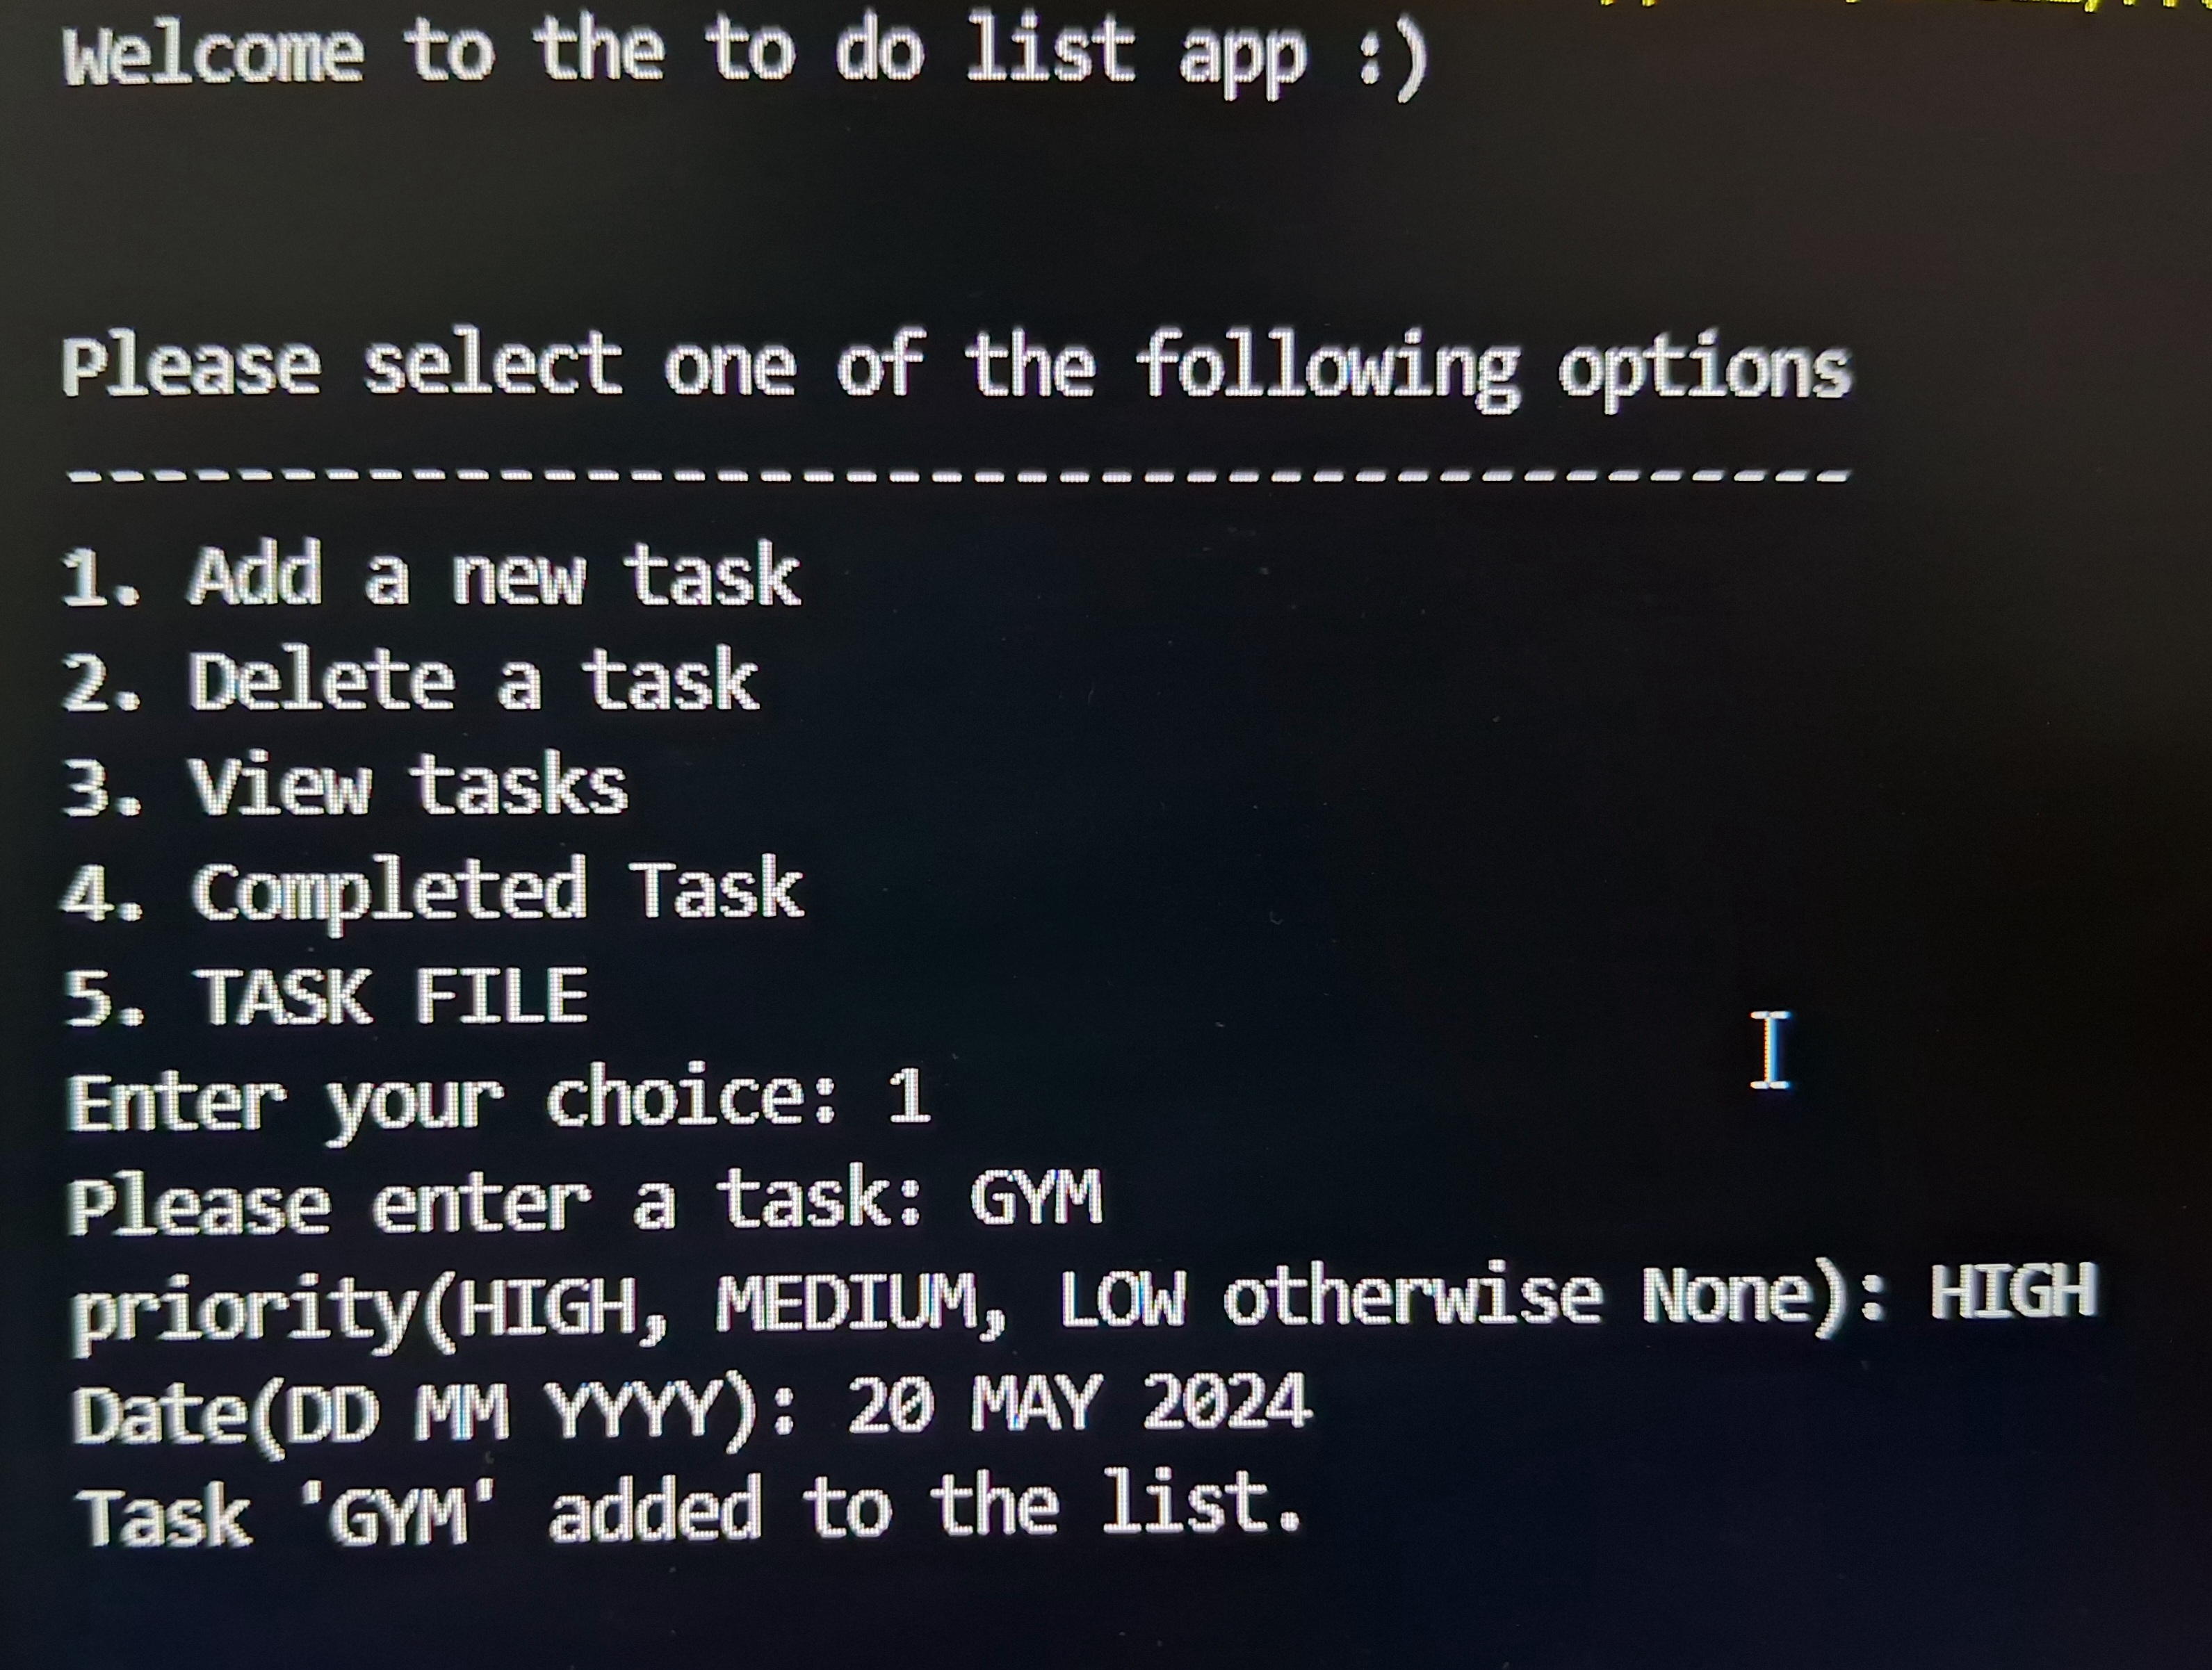 Welcome to the to do list app :)
Please select one of the following options
-------------------------------------------
1. Add a new task
2. Delete a task
3. View tasks
4. Completed Task
5. TASK FILE
Enter your choice: 1
Please enter a task: GYM
priority(HIGH, MEDIUM, LOW otherwise None): HIGH
Date(DD MM YYYY): 20 MAY 2024
Task 'GYM' added to the list.